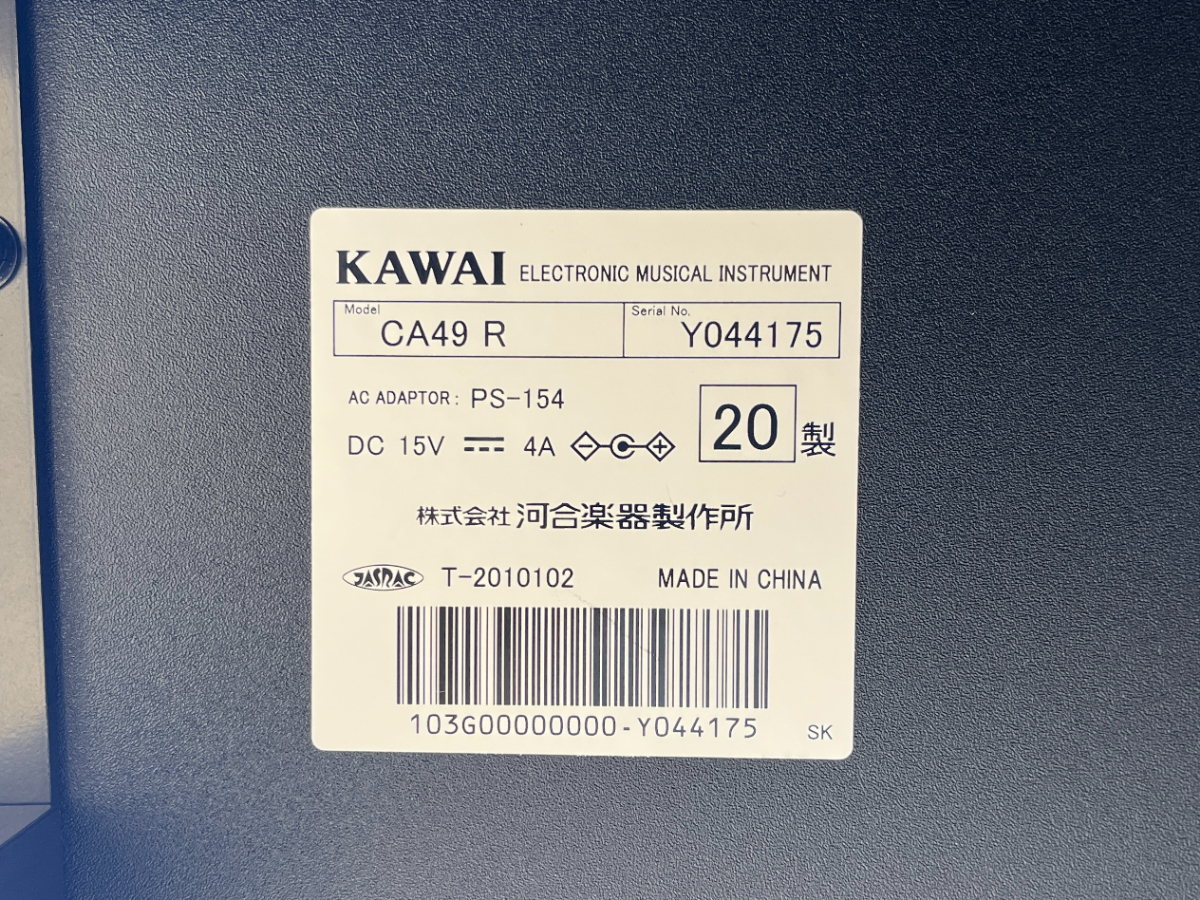 KAWAI ELECTRONIC MUSICAL INSTRUMENT
Model CA49 R Serial No. Y044175
AC ADAPTOR : PS-154
DC 15V 4A 20 製
株式会社 河合楽器製作所
JASRAC T-2010102 MADE IN CHINA
103G00000000-Y044175 SK